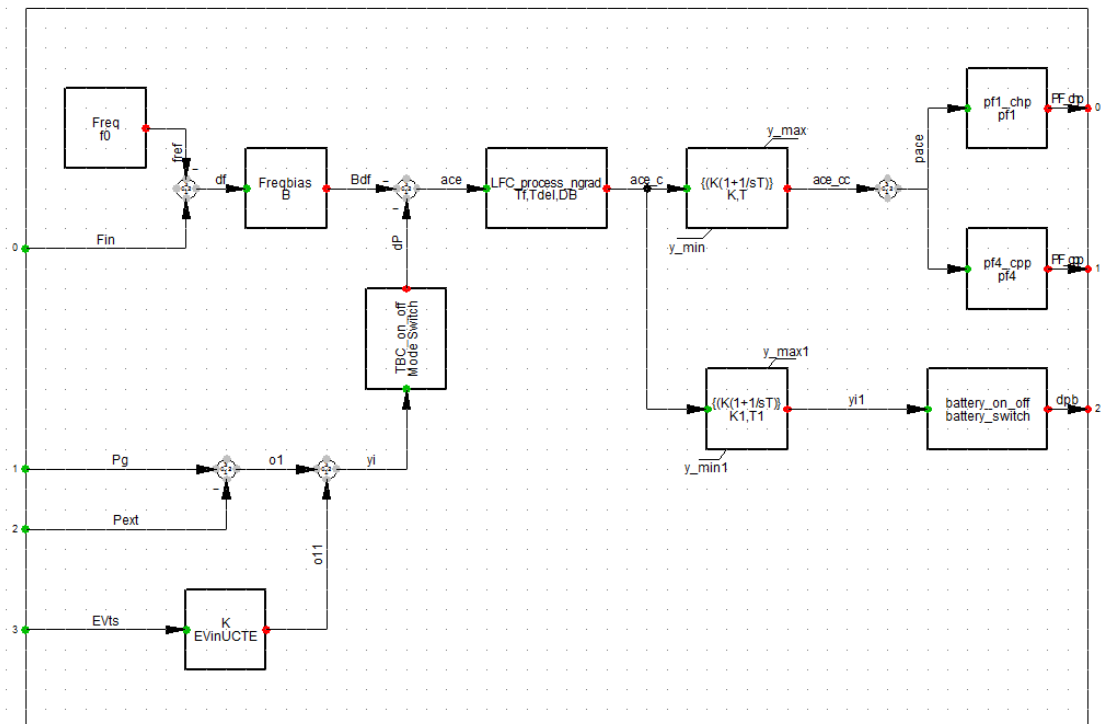 y_max
Freq
f0
fref
–
df
Freqbias
B
Bdf
–
–
ace
LFC_process_ngrad
Tf,Tdel,DB
ace_c
{(K(1+1/sT)}
K,T
ace_cc
pace
pf1_chp
pf1
PF_chp
0
y_min
0
Fin
dP
pf4_cpp
pf4
PF_cpp
1
TBC_on_off
Mode Switch
y_max1
{(K(1+1/sT)}
K1,T1
yi1
battery_on_off
battery_switch
dpb
2
y_min1
1
Pg
o1
yi
–
2
Pext
o11
3
EVts
K
EVinUCTE